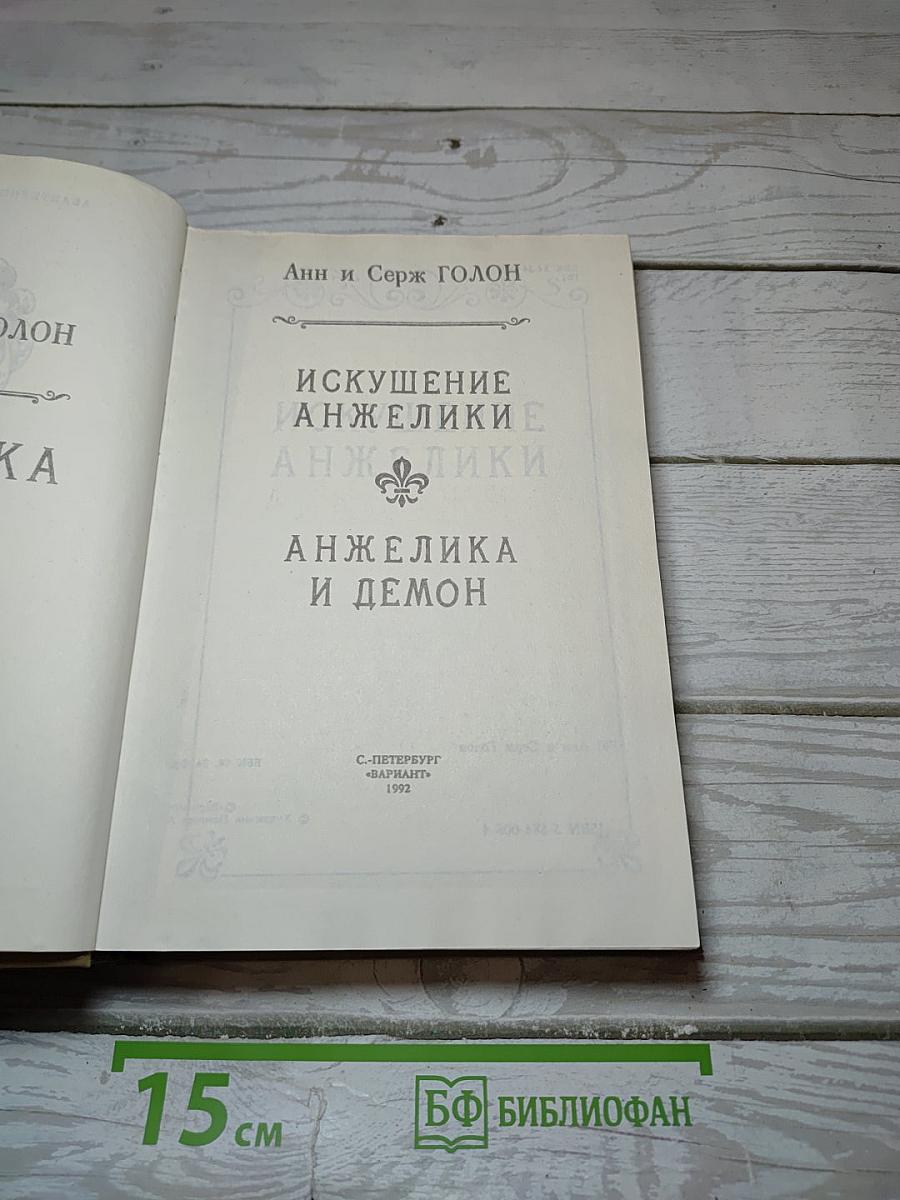 ОЛОН
КА
Анн и Серж ГОЛОН
ИСКУШЕНИЕ
АНЖЕЛИКИ
АНЖЕЛИКА
И ДЕМОН
С.-ПЕТЕРБУРГ
«ВАРИАНТ»
1992
15 см
БФ БИБЛИОФАН